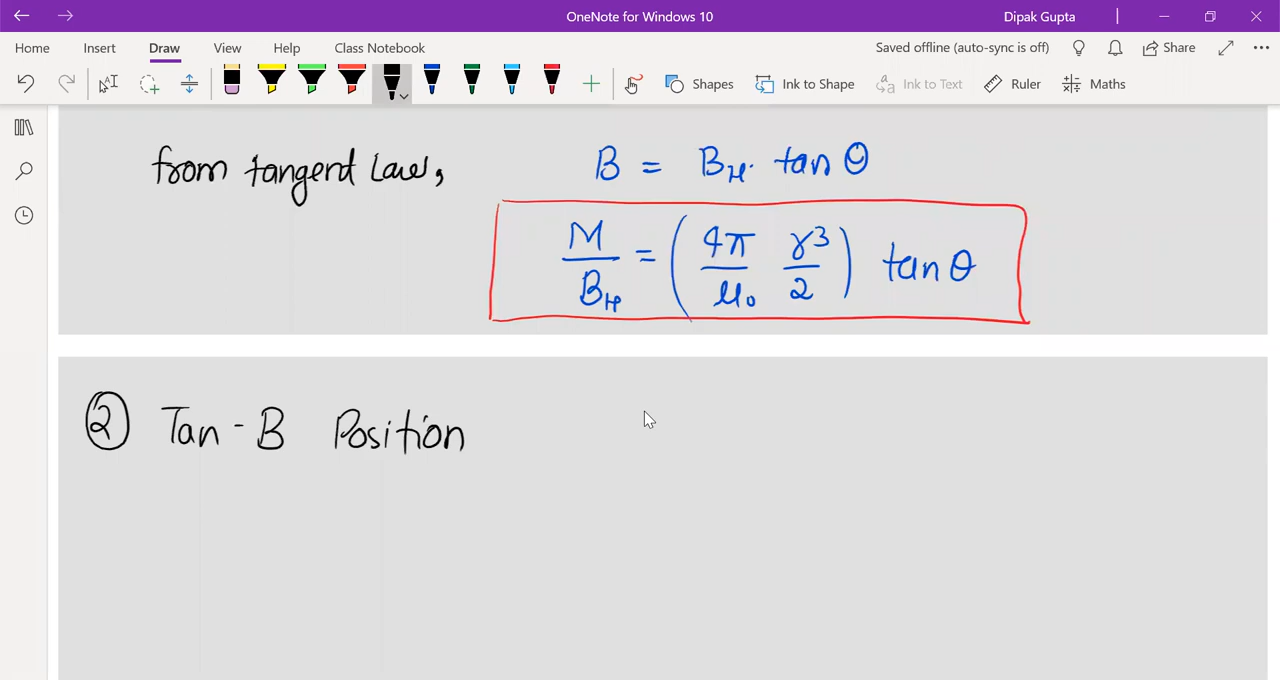 OneNote for Windows 10
Dipak Gupta
Home Insert Draw View Help Class Notebook
Saved offline (auto-sync is off)
Share
Shapes Ink to Shape Ink to Text Ruler Maths
from tangent Law, B = B_H. tan θ
M/B_H = (4π/μ₀ r³/2) tan θ
② Tan-B Position